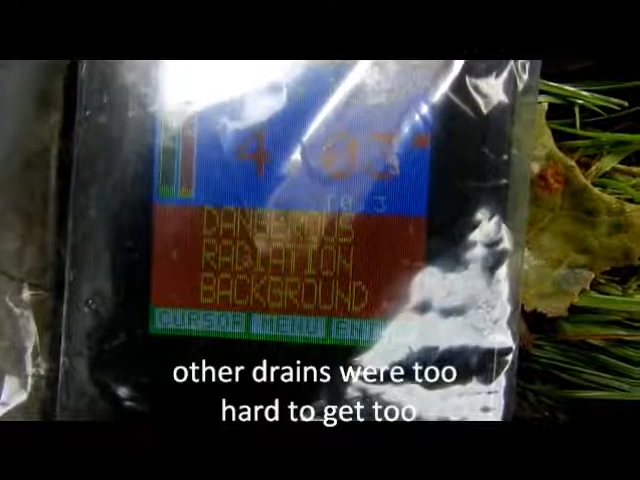 DANGEROUS
RADIATION
BACKGROUND
CURSOR MENU
other drains were too
hard to get too